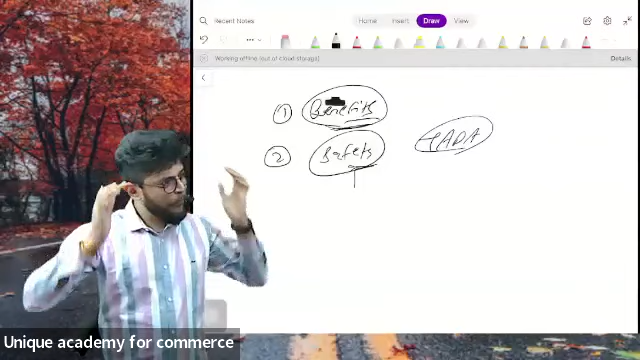 Recent Notes
Home Insert Draw View
Working offline (out of cloud storage)
Details
① Benefits
② Safety
TADA
Unique academy for commerce